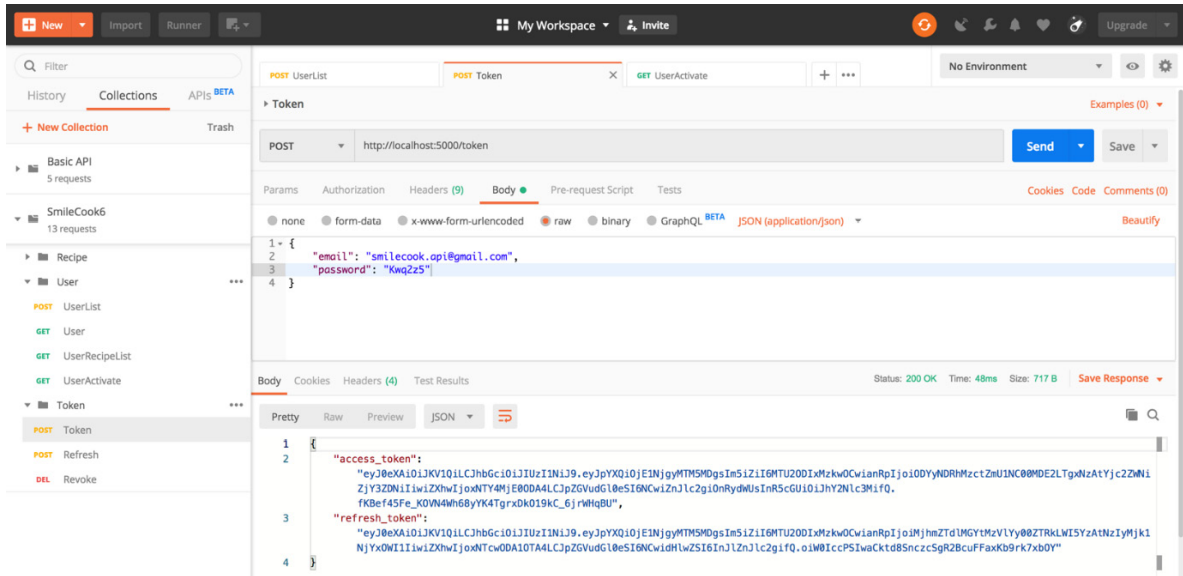 New Import Runner My Workspace Invite Upgrade
Filter
History Collections APIs BETA
+ New Collection Trash
Basic API
5 requests
SmileCook6
13 requests
Recipe
User
POST UserList
GET User
GET UserRecipeList
GET UserActivate
Token
POST Token
POST Refresh
DEL Revoke
POST UserList POST Token GET UserActivate No Environment
Token Examples (0)
POST http://localhost:5000/token Send Save
Params Authorization Headers (9) Body Pre-request Script Tests Cookies Code Comments (0)
none form-data x-www-form-urlencoded raw binary GraphQL BETA JSON (application/json) Beautify
1 {
2 "email": "smilecook.api@gmail.com",
3 "password": "Kwq2z5"
4 }
Body Cookies Headers (4) Test Results Status: 200 OK Time: 48ms Size: 717 B Save Response
Pretty Raw Preview JSON
1 {
2 "access_token":
3 "refresh_token":
4 }